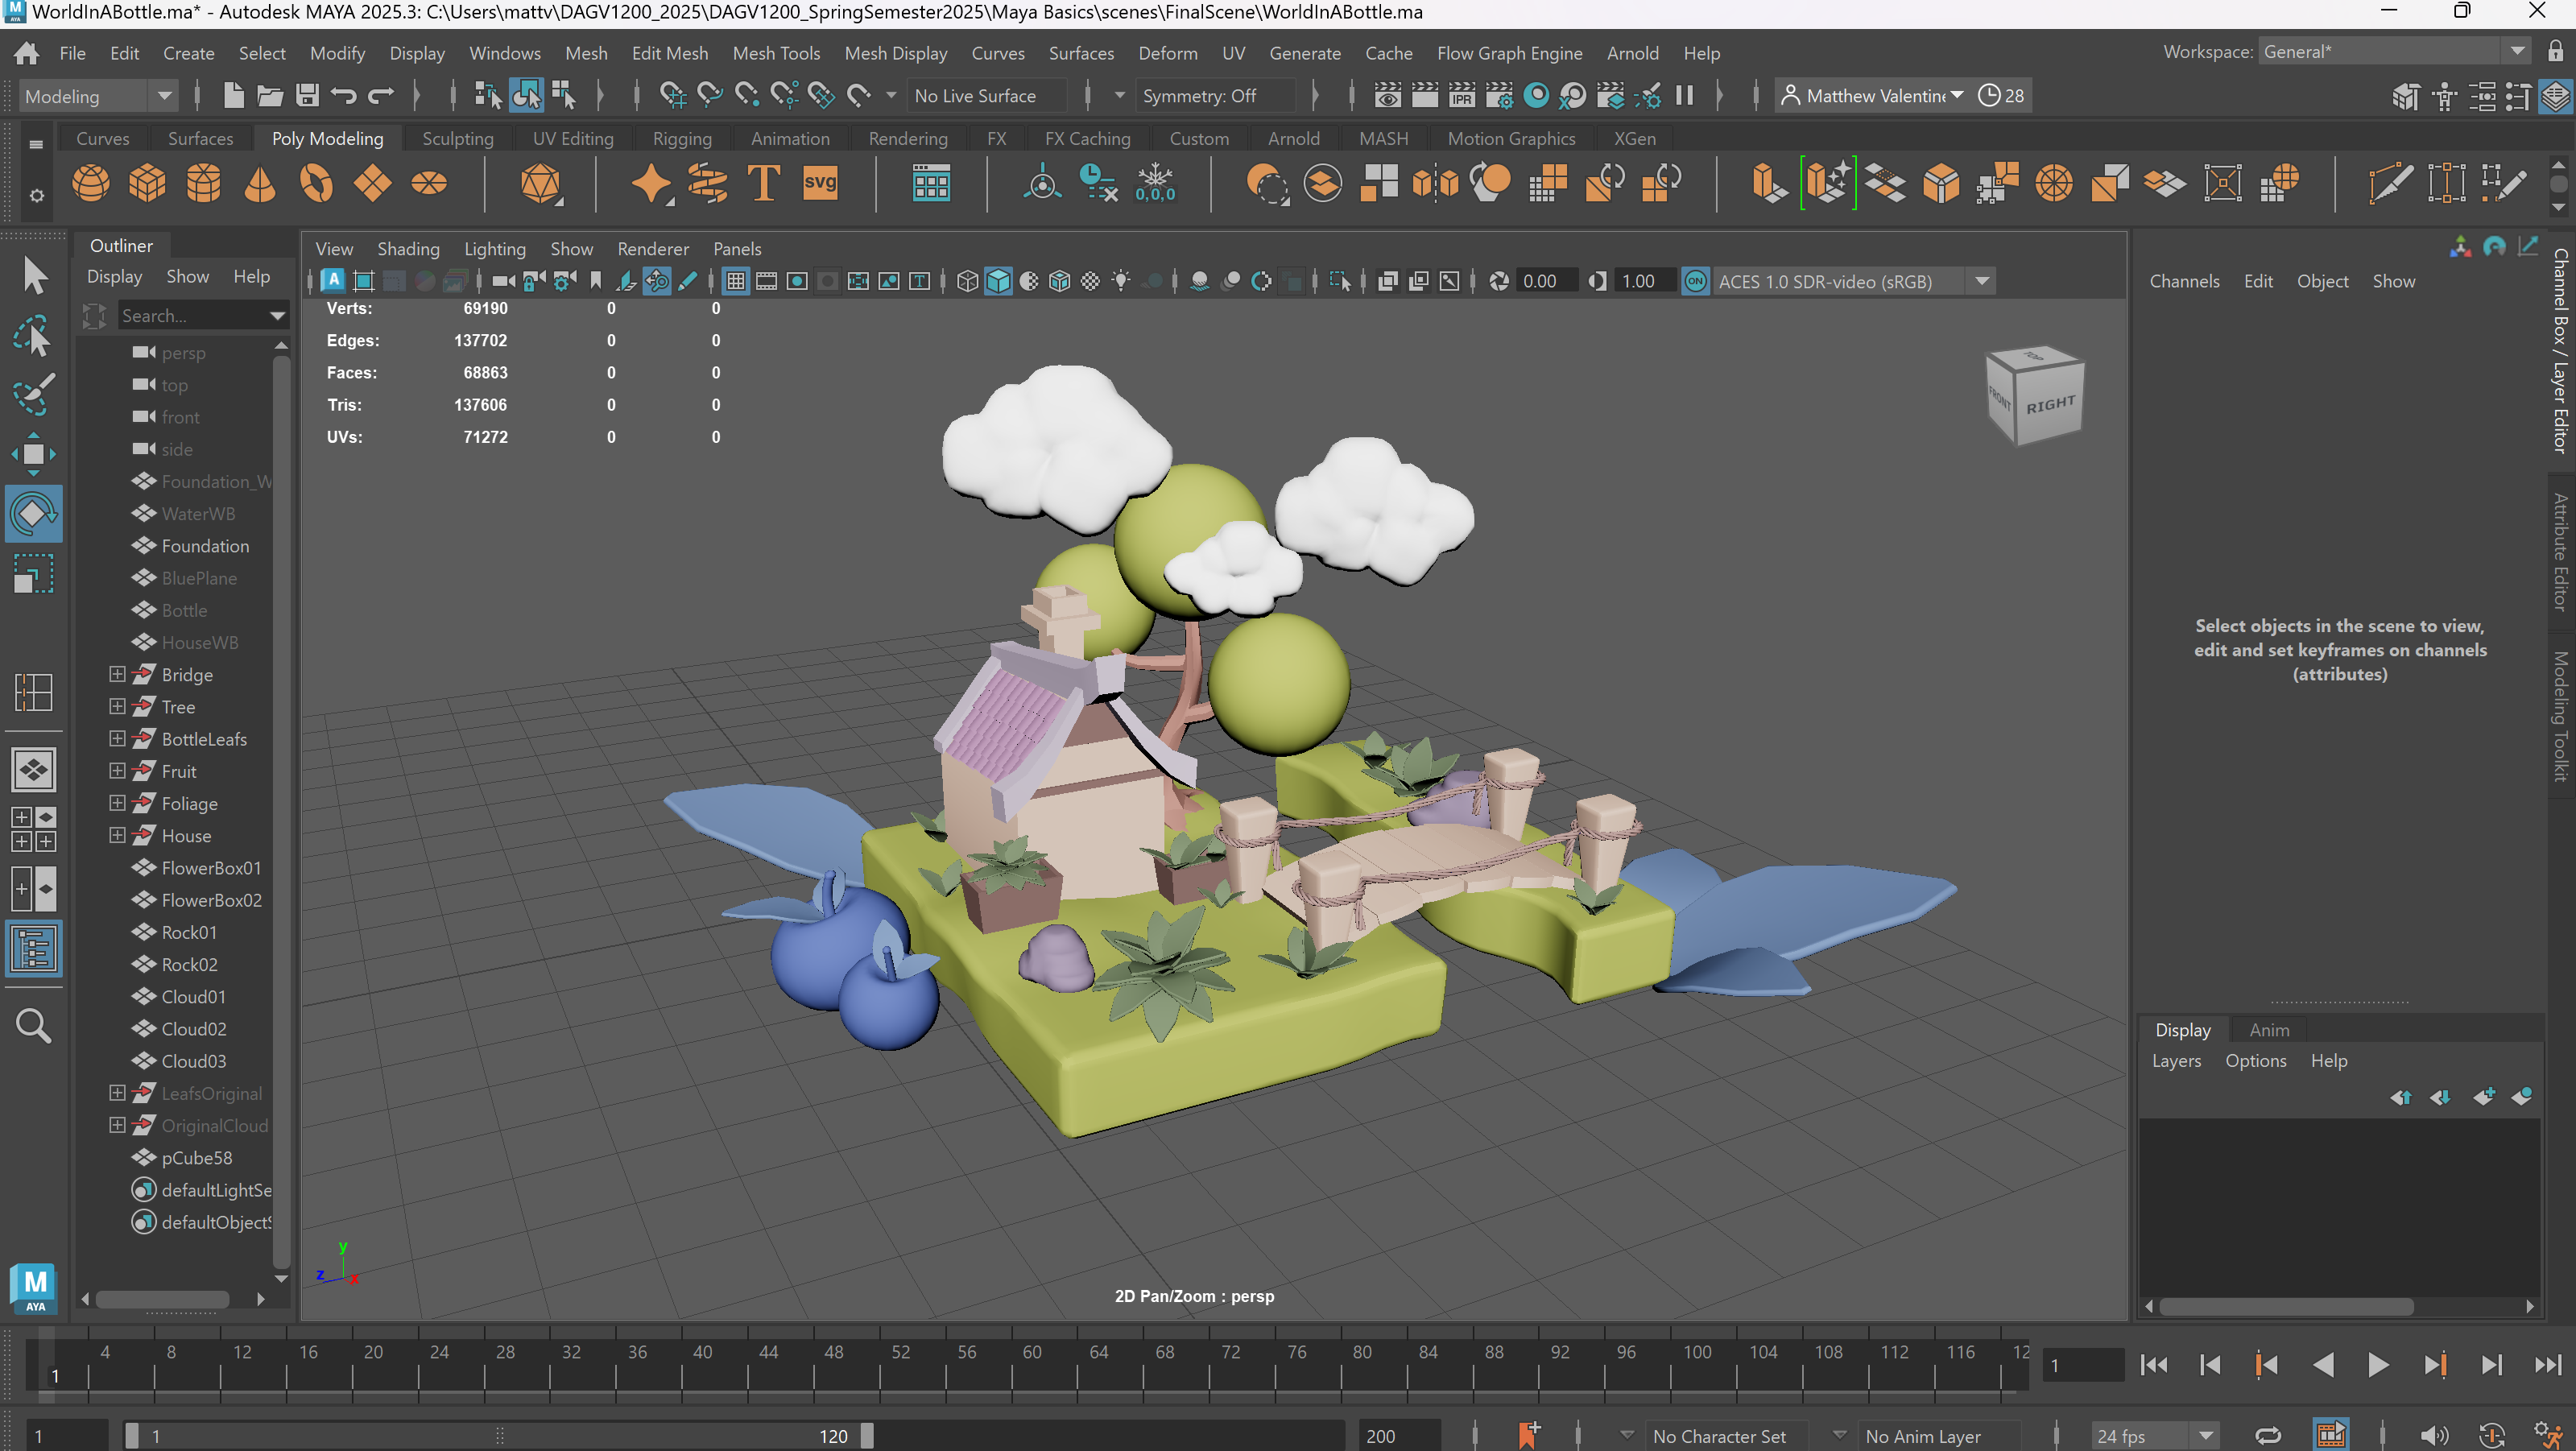 WorldInABottle.ma* - Autodesk MAYA 2025.3: C:\Users\mattv\DAGV1200_2025\DAGV1200_SpringSemester2025\Maya Basics\scenes\FinalScene\WorldInABottle.ma
File Edit Create Select Modify Display Windows Mesh Edit Mesh Mesh Tools Mesh Display Curves Surfaces Deform UV Generate Cache Flow Graph Engine Arnold Help
Workspace: General*
Modeling
No Live Surface
Symmetry: Off
IPR
Matthew Valentine
28
Curves Surfaces Poly Modeling Sculpting UV Editing Rigging Animation Rendering FX FX Caching Custom Arnold MASH Motion Graphics XGen
T
svg
0,0,0
Outliner
Display Show Help
Search...
persp
top
front
side
Foundation_W
WaterWB
Foundation
BluePlane
Bottle
HouseWB
Bridge
Tree
BottleLeafs
Fruit
Foliage
House
FlowerBox01
FlowerBox02
Rock01
Rock02
Cloud01
Cloud02
Cloud03
LeafsOriginal
OriginalCloud
pCube58
defaultLightSe
defaultObjectS
M
AYA
View Shading Lighting Show Renderer Panels
0.00
1.00
ON
ACES 1.0 SDR-video (sRGB)
Verts: 69190 0 0
Edges: 137702 0 0
Faces: 68863 0 0
Tris: 137606 0 0
UVs: 71272 0 0
TOP
FRONT
RIGHT
y
z
x
2D Pan/Zoom : persp
Channels Edit Object Show
Select objects in the scene to view,
edit and set keyframes on channels
(attributes)
Channel Box / Layer Editor
Attribute Editor
Modeling Toolkit
Display Anim
Layers Options Help
1
4 8 12 16 20 24 28 32 36 40 44 48 52 56 60 64 68 72 76 80 84 88 92 96 100 104 108 112 116 12
1
1
1
120
200
No Character Set
No Anim Layer
24 fps